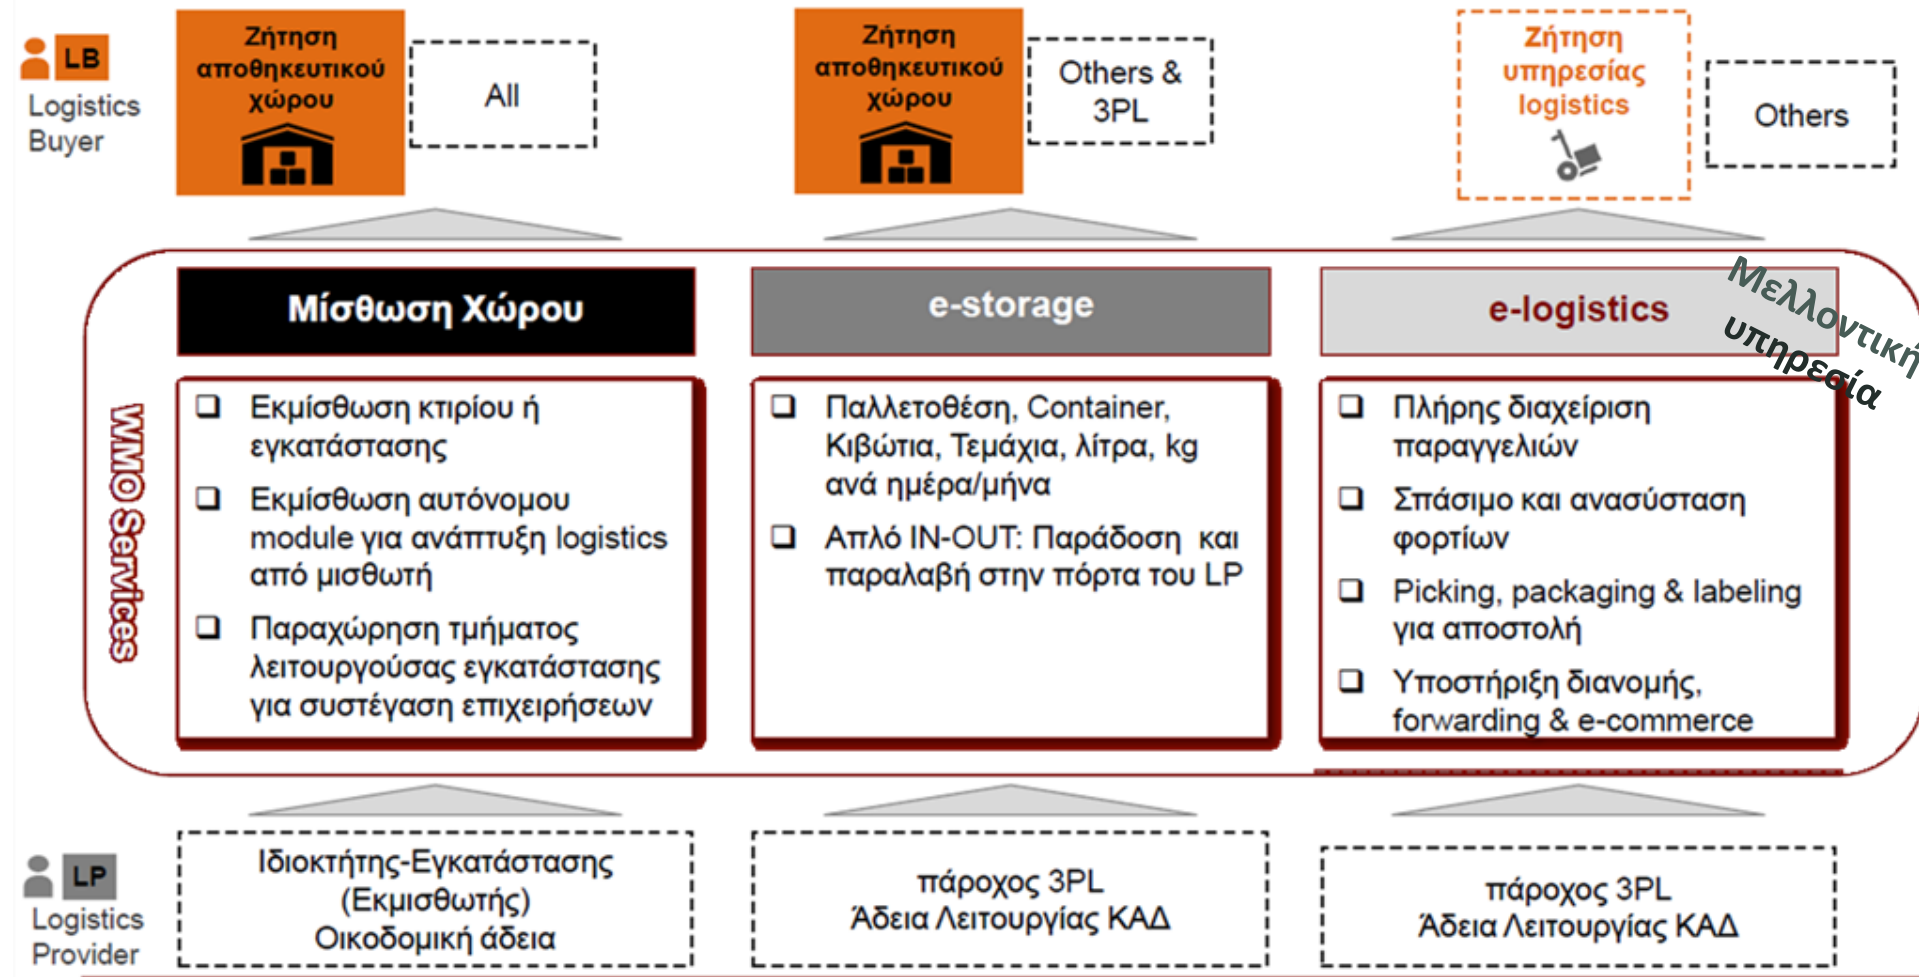 LB
Logistics
Buyer
Ζήτηση
αποθηκευτικού
χώρου
All
Ζήτηση
αποθηκευτικού
χώρου
Others &
3PL
Ζήτηση
υπηρεσίας
logistics
Others
WMO Services
Μίσθωση Χώρου
❑ Εκμίσθωση κτιρίου ή
εγκατάστασης
❑ Εκμίσθωση αυτόνομου
module για ανάπτυξη logistics
από μισθωτή
❑ Παραχώρηση τμήματος
λειτουργούσας εγκατάστασης
για συστέγαση επιχειρήσεων
e-storage
❑ Παλλετοθέση, Container,
Κιβώτια, Τεμάχια, λίτρα, kg
ανά ημέρα/μήνα
❑ Απλό IN-OUT: Παράδοση και
παραλαβή στην πόρτα του LP
e-logistics
Μελλοντική
υπηρεσία
❑ Πλήρης διαχείριση
παραγγελιών
❑ Σπάσιμο και ανασύσταση
φορτίων
❑ Picking, packaging & labeling
για αποστολή
❑ Υποστήριξη διανομής,
forwarding & e-commerce
LP
Logistics
Provider
Ιδιοκτήτης-Εγκατάστασης
(Εκμισθωτής)
Οικοδομική άδεια
πάροχος 3PL
Άδεια Λειτουργίας ΚΑΔ
πάροχος 3PL
Άδεια Λειτουργίας ΚΑΔ